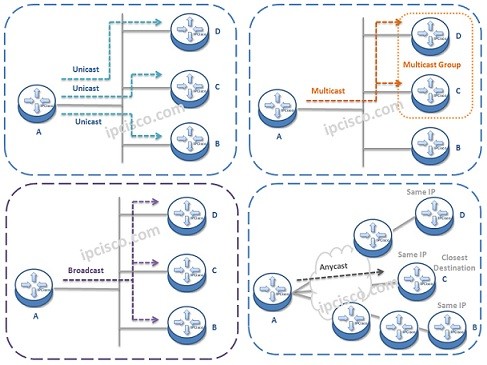 Unicast
Unicast
Unicast
D
C
B
A
ipcisco.com
Multicast
Multicast Group
D
C
B
A
ipcisco.com
Broadcast
D
C
B
A
ipcisco.com
Same IP
D
Anycast
Same IP
Closest
Destination
C
A
Same IP
B
ipcisco.com